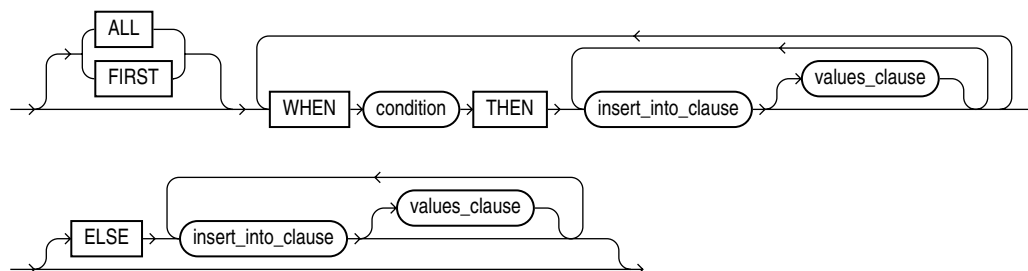 ALL
FIRST
values_clause
WHEN condition THEN insert_into_clause
values_clause
ELSE insert_into_clause